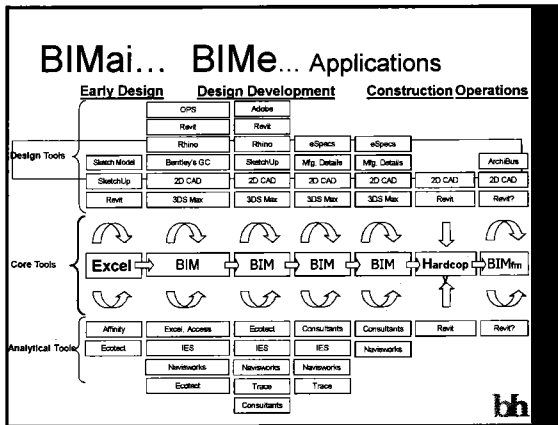 BIMai... BIMe... Applications
Early Design Design Development Construction Operations
OPS Adobe
Revit Revit
Rhino Rhino eSpecs eSpecs
Design Tools Sketch Model Bentley's GC SketchUp Mfg. Details Mfg. Details ArchiBus
SketchUp 2D CAD 2D CAD 2D CAD 2D CAD 2D CAD 2D CAD
Revit 3DS Max 3DS Max 3DS Max 3DS Max Revit Revit?
Core Tools Excel BIM BIM BIM BIM Hardcop BIMfm
Affinity Excel, Access Ecotect Consultants Consultants Revit Revit?
Analytical Tools Ecotect IES IES IES Navisworks
Navisworks Navisworks Navisworks
Ecotect Trace Trace
Consultants
bh